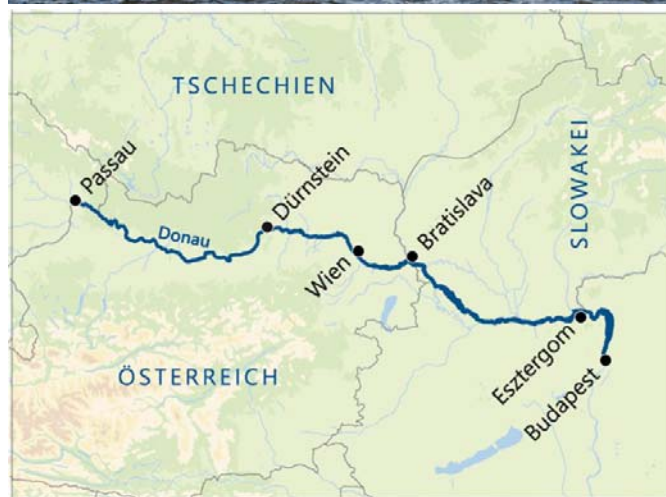 TSCHECHIEN
SLOWAKEI
Passau
Dürnstein
Donau
Bratislava
Wien
Esztergom
Budapest
ÖSTERREICH